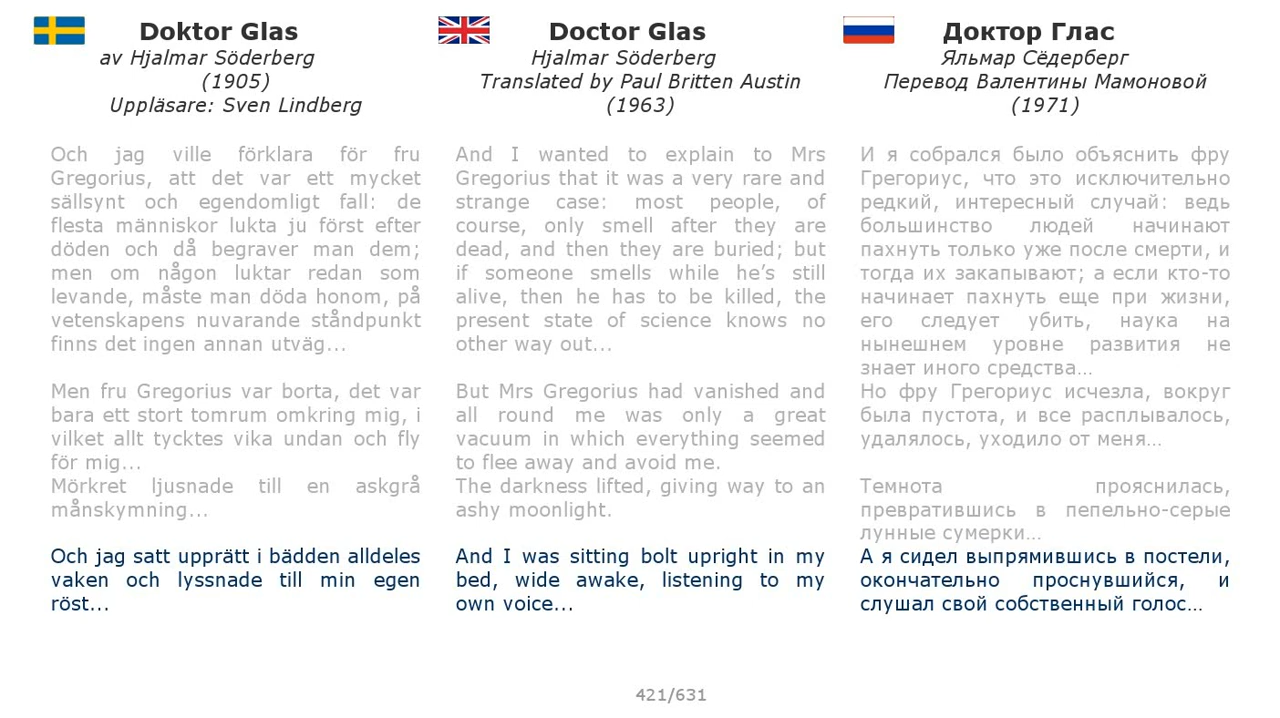 Doktor Glas
av Hjalmar Söderberg
(1905)
Uppläsare: Sven Lindberg
Och jag ville förklara för fru
Gregorius, att det var ett mycket
sällsynt och egendomligt fall: de
flesta människor lukta ju först efter
döden och då begraver man dem;
men om någon luktar redan som
levande, måste man döda honom, på
vetenskapens nuvarande ståndpunkt
finns det ingen annan utväg...
Men fru Gregorius var borta, det var
bara ett stort tomrum omkring mig, i
vilket allt tycktes vika undan och fly
för mig...
Mörkret ljusnade till en askgrå
månskymning...
Och jag satt upprätt i bädden alldeles
vaken och lyssnade till min egen
röst...
Doctor Glas
Hjalmar Söderberg
Translated by Paul Britten Austin
(1963)
And I wanted to explain to Mrs
Gregorius that it was a very rare and
strange case: most people, of
course, only smell after they are
dead, and then they are buried; but
if someone smells while he’s still
alive, then he has to be killed, the
present state of science knows no
other way out...
But Mrs Gregorius had vanished and
all round me was only a great
vacuum in which everything seemed
to flee away and avoid me.
The darkness lifted, giving way to an
ashy moonlight.
And I was sitting bolt upright in my
bed, wide awake, listening to my
own voice...
Доктор Глас
Яльмар Сёдерберг
Перевод Валентины Мамоновой
(1971)
И я собрался было объяснить фру
Грегориус, что это исключительно
редкий, интересный случай: ведь
большинство людей начинают
пахнуть только уже после смерти, и
тогда их закапывают; а если кто-то
начинает пахнуть еще при жизни,
его следует убить, наука на
нынешнем уровне развития не
знает иного средства…
Но фру Грегориус исчезла, вокруг
была пустота, и все расплывалось,
удалялось, уходило от меня…
Темнота прояснилась,
превратившись в пепельно-серые
лунные сумерки…
А я сидел выпрямившись в постели,
окончательно проснувшийся, и
слушал свой собственный голос…
421/631